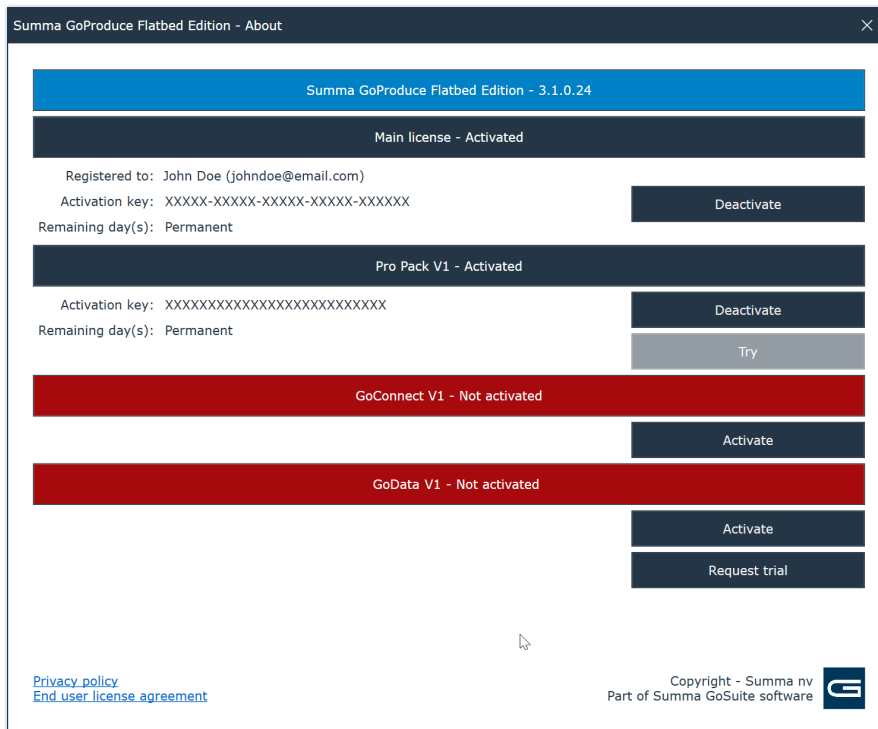 Summa GoProduce Flatbed Edition - About
Summa GoProduce Flatbed Edition - 3.1.0.24
Main license - Activated
Registered to: John Doe (johndoe@email.com)
Activation key: XXXXX-XXXXX-XXXXX-XXXXX-XXXXXX
Deactivate
Remaining day(s): Permanent
Pro Pack V1 - Activated
Activation key: XXXXXXXXXXXXXXXXXXXXXXXXXX
Deactivate
Remaining day(s): Permanent
Try
GoConnect V1 - Not activated
Activate
GoData V1 - Not activated
Activate
Request trial
Privacy policy
End user license agreement
Copyright - Summa nv
Part of Summa GoSuite software